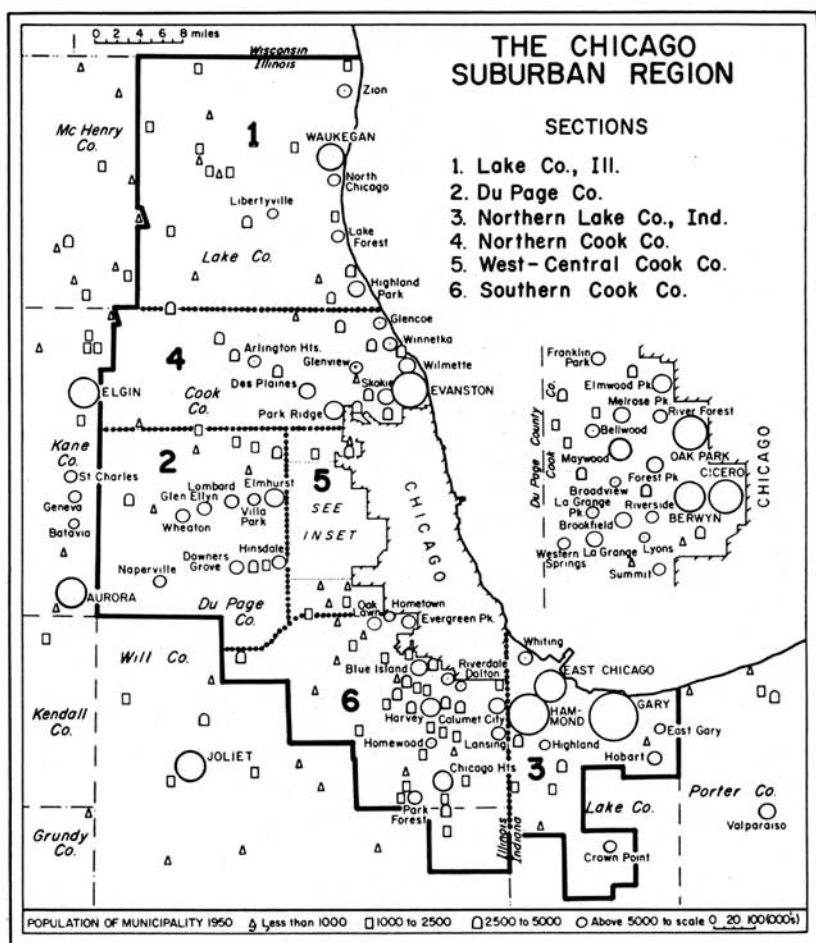 0 2 4 6 8 miles
Wisconsin
Illinois
THE CHICAGO
SUBURBAN REGION
SECTIONS
1. Lake Co., Ill.
2. Du Page Co.
3. Northern Lake Co., Ind.
4. Northern Cook Co.
5. West-Central Cook Co.
6. Southern Cook Co.
Mc Henry
Co.
1
Zion
WAUKEGAN
North
Chicago
Libertyville
Lake
Forest
Lake Co.
Highland
Park
Glencoe
Winnetka
4
Arlington Hts.
Glenview
Wilmette
Des Plaines
Skokie
EVANSTON
ELGIN
Cook
Co.
Park Ridge
Kane
Co.
2
St Charles
Geneva
Batavia
Lombard
Elmhurst
Glen Ellyn
Villa
Park
Wheaton
5
SEE
INSET
CHICAGO
Downers
Grove
Hinsdale
Naperville
AURORA
Du Page
Co.
Franklin
Park
Elmwood Pk.
Melrose Pk.
River Forest
Bellwood
OAK PARK
Maywood
Forest Pk.
CICERO
Broadview
La Grange
Pk.
Riverside
BERWYN
Brookfield
Western
Springs
La Grange
Lyons
Summit
Du Page County
Cook Co.
CHICAGO
Oak
Lawn
Hometown
Evergreen Pk.
Will Co.
Whiting
Blue Island
Riverdale
Dolton
EAST CHICAGO
6
Kendall
Co.
Harvey
Calumet City
HAM-
MOND
GARY
East Gary
Homewood
Lansing
Highland
3
Hobart
JOLIET
Chicago Hts.
Park
Forest
Lake
Co.
Porter Co.
Valparaiso
Grundy
Co.
Illinois
Indiana
Crown Point
POPULATION OF MUNICIPALITY 1950 Less than 1000 1000 to 2500 2500 to 5000 Above 5000 to scale 0 20 100(000's)